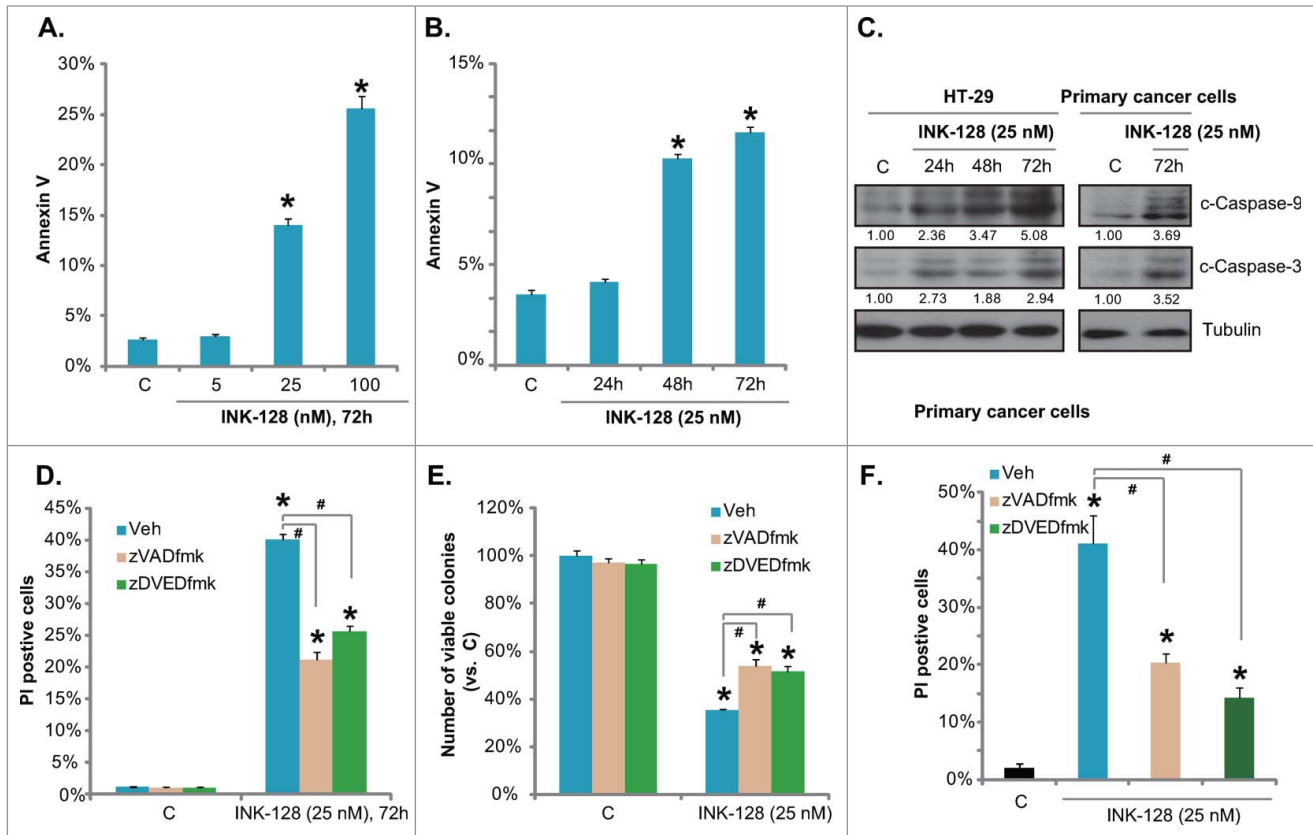 A.
30%
25%
20%
15%
10%
5%
0%
Annexin V
*
*
C 5 25 100
INK-128 (nM), 72h
B.
15%
10%
5%
0%
Annexin V
*
*
C 24h 48h 72h
INK-128 (25 nM)
C.
HT-29 Primary cancer cells
INK-128 (25 nM) INK-128 (25 nM)
C 24h 48h 72h C 72h
c-Caspase-9
1.00 2.36 3.47 5.08 1.00 3.69
c-Caspase-3
1.00 2.73 1.88 2.94 1.00 3.52
Tubulin
Primary cancer cells
D.
45%
40%
35%
30%
25%
20%
15%
10%
5%
0%
PI postive cells
Veh
zVADfmk
zDVEDfmk
* # #
* *
C INK-128 (25 nM), 72h
E.
120%
100%
80%
60%
40%
20%
0%
Number of viable colonies
(vs. C)
Veh
zVADfmk
zDVEDfmk
#
#
* * *
C INK-128 (25 nM)
F.
50%
40%
30%
20%
10%
0%
PI postive cells
Veh
zVADfmk
zDVEDfmk
#
#
* * *
C
INK-128 (25 nM)